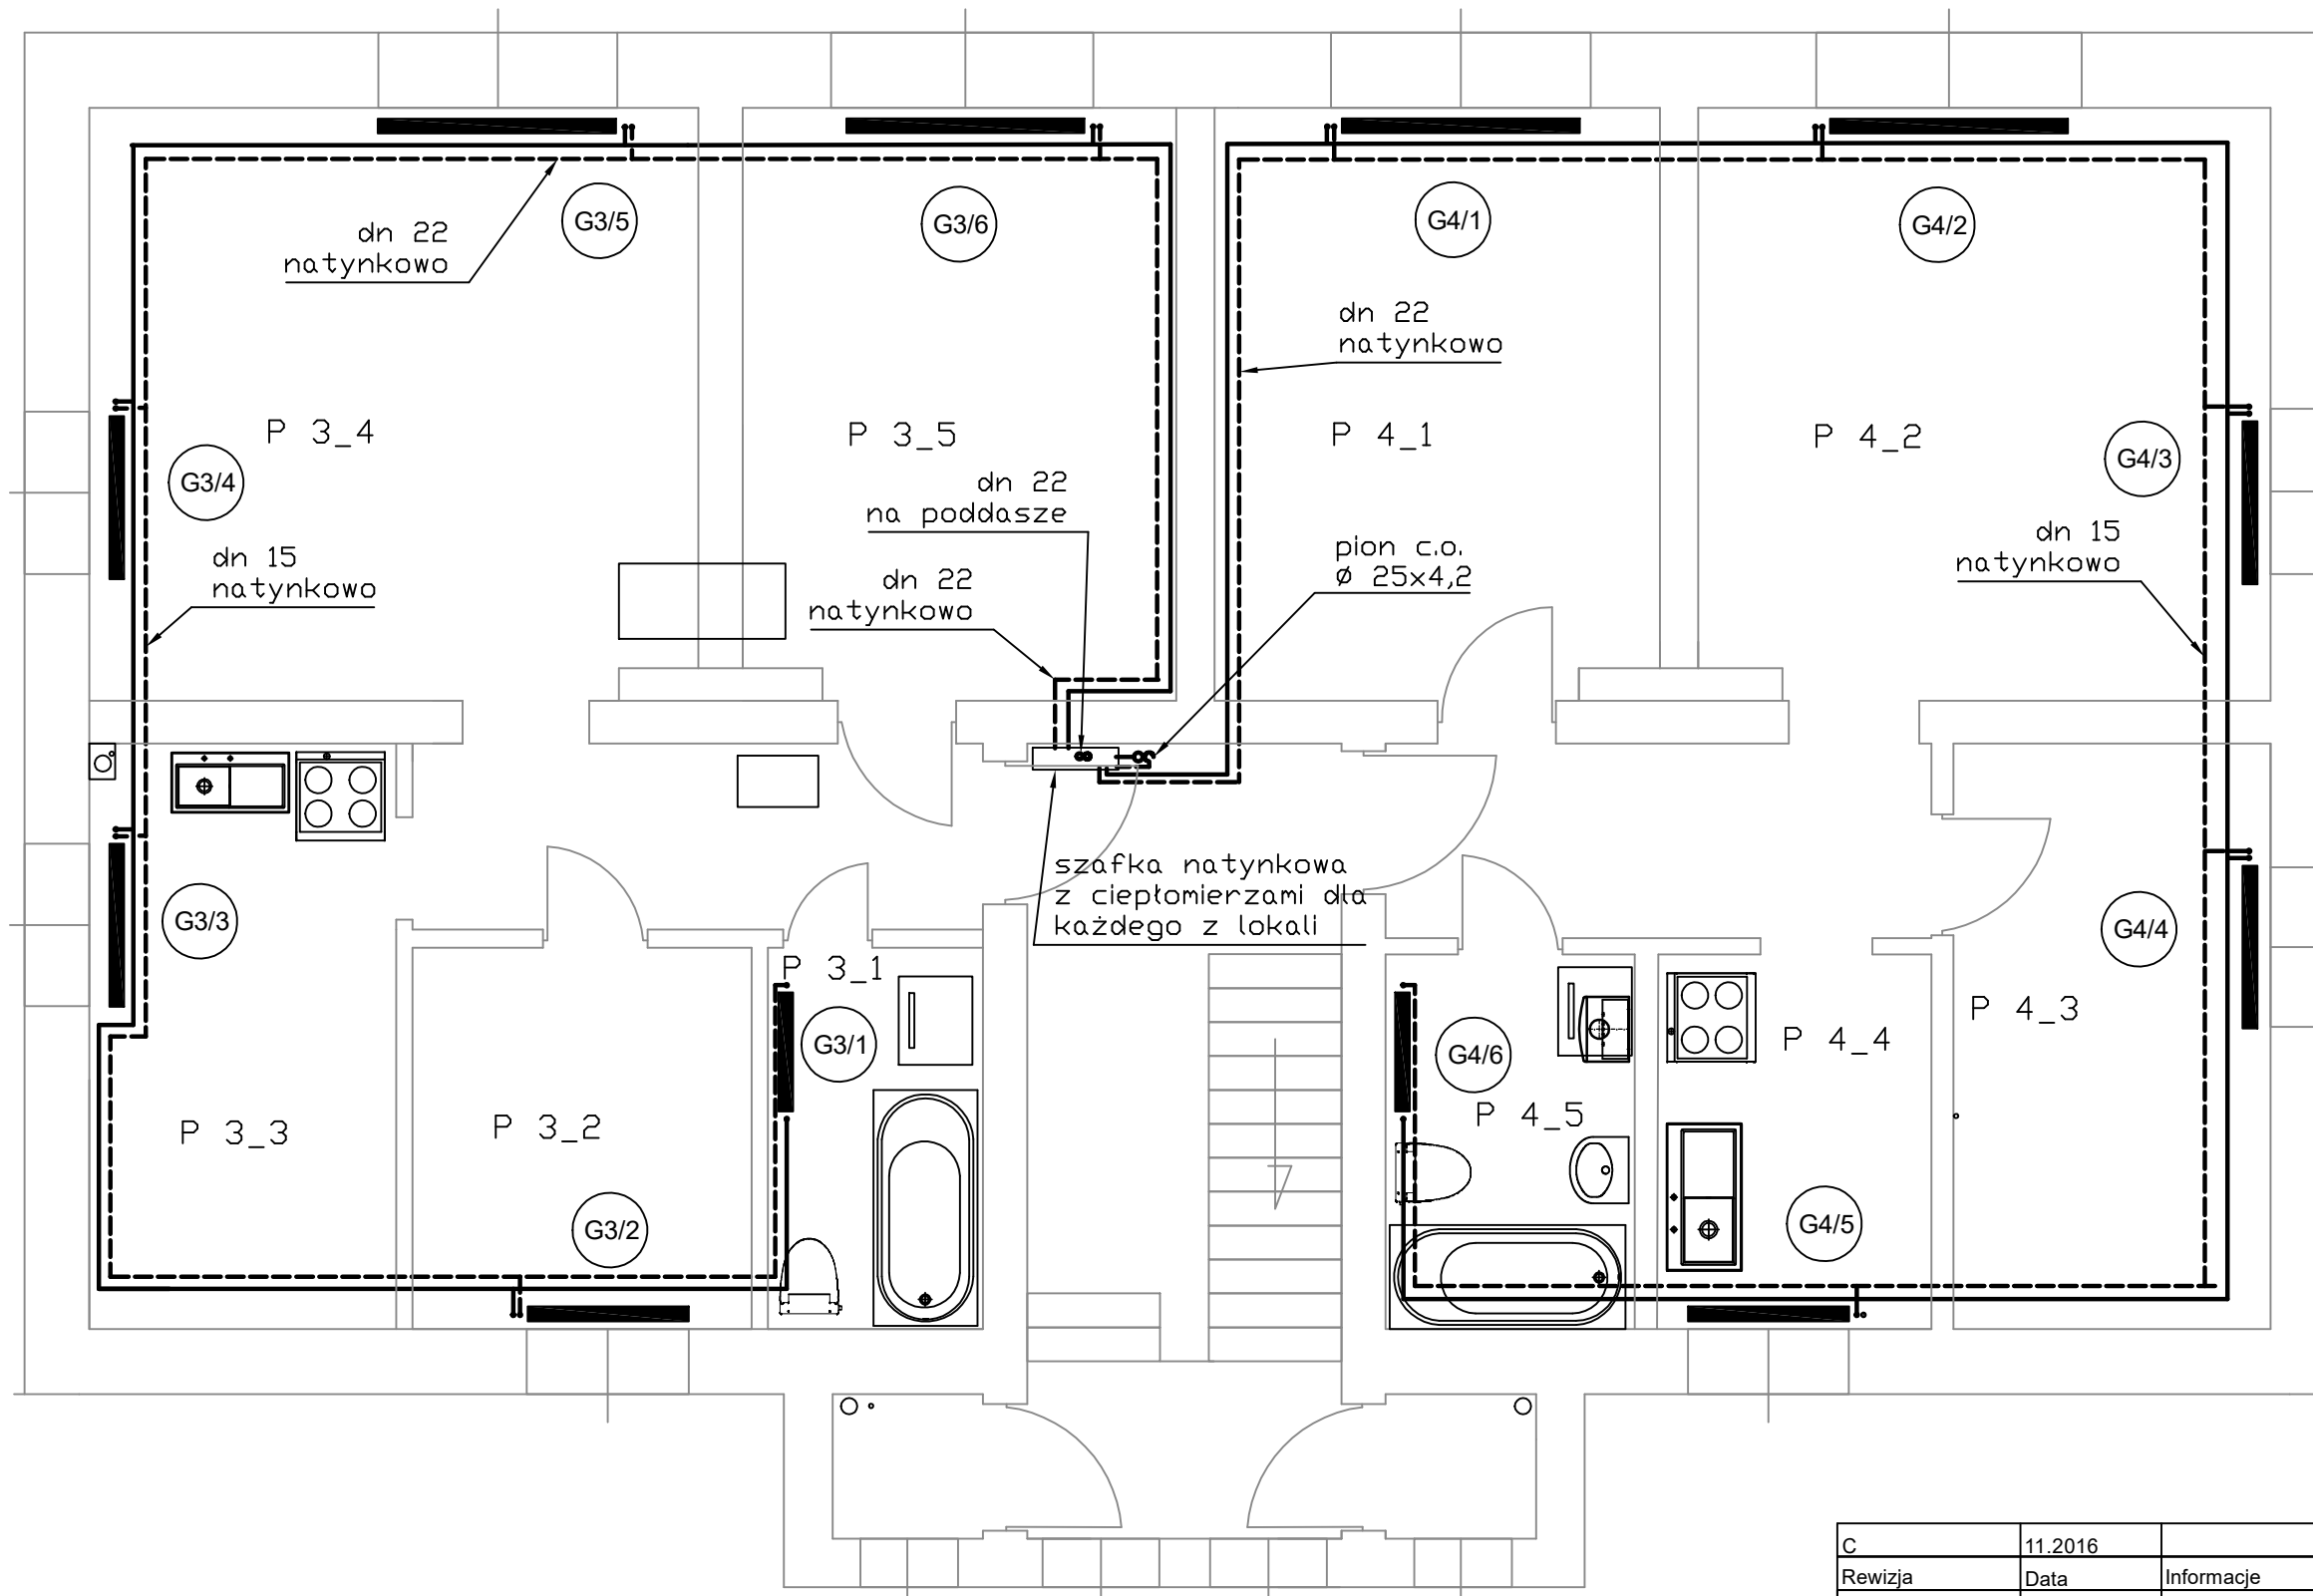 G3/5
G3/6
G4/1
G4/2
dn 22
natynkowo
dn 22
natynkowo
P 3_4
P 3_5
P 4_1
P 4_2
G3/4
G4/3
dn 22
na poddasze
pion c.o.
Ø 25x4,2
dn 15
natynkowo
dn 15
natynkowo
dn 22
natynkowo
szafka natynkowa
z ciepłomierzami dla
każdego z lokali
G3/3
G4/4
P 3_1
G3/1
G4/6
P 4_4
P 4_3
P 3_3
P 3_2
P 4_5
G3/2
G4/5
C 11.2016
Rewizja Data Informacje